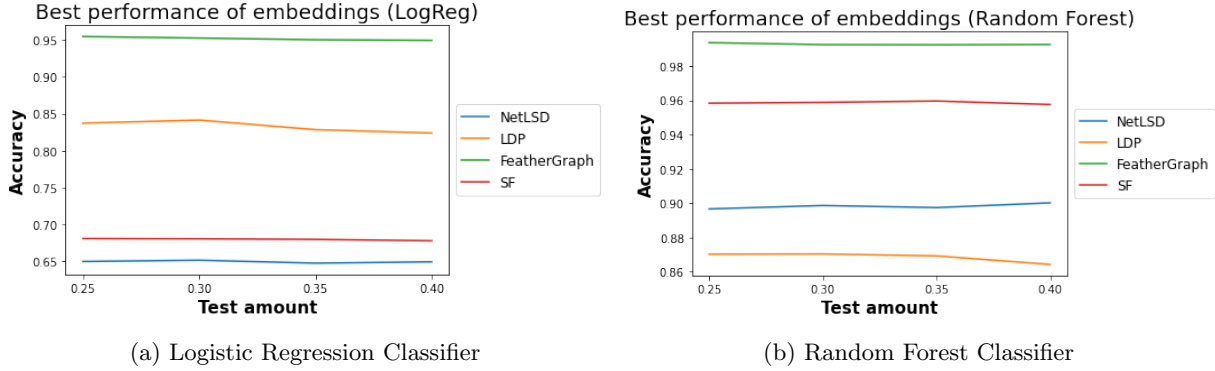 Best performance of embeddings (LogReg)
Accuracy
0.95
0.90
0.85
0.80
0.75
0.70
0.65
0.25 0.30 0.35 0.40
Test amount
NetLSD
LDP
FeatherGraph
SF
(a) Logistic Regression Classifier
Best performance of embeddings (Random Forest)
Accuracy
0.98
0.96
0.94
0.92
0.90
0.88
0.86
0.25 0.30 0.35 0.40
Test amount
NetLSD
LDP
FeatherGraph
SF
(b) Random Forest Classifier